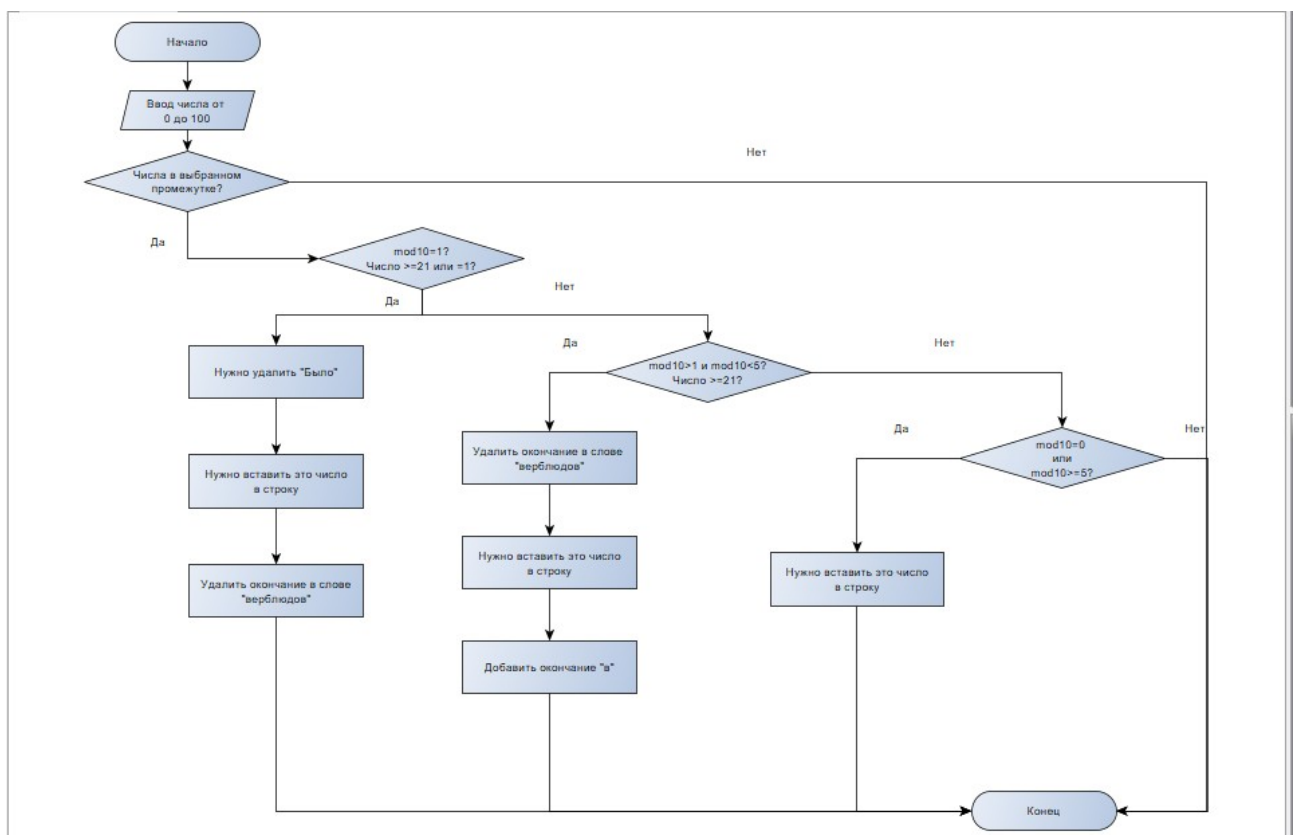 Начало
Ввод числа от
0 до 100
Нет
Числа в выбранном
промежутке?
Да
mod10=1?
Число >=21 или =1?
Да
Нет
Нужно удалить "Было"
Да
mod10>1 и mod10<5?
Число >=21?
Нет
Удалить окончание в слове
"верблюдов"
Да
mod10=0
или
mod10>=5?
Нет
Нужно вставить это число
в строку
Нужно вставить это число
в строку
Нужно вставить это число
в строку
Удалить окончание в слове
"верблюдов"
Добавить окончание "в"
Конец